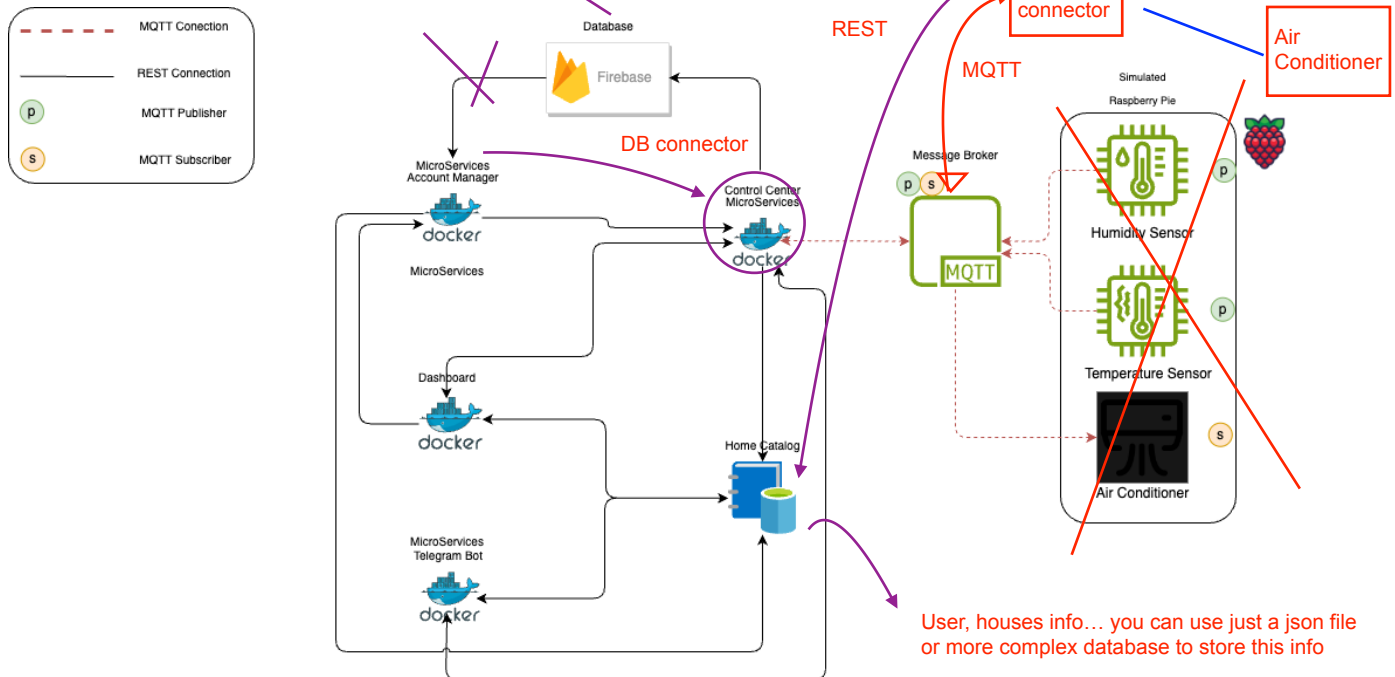 MQTT Conection
REST Connection
p
MQTT Publisher
s
MQTT Subscriber
Database
Firebase
REST
connector
Air
Conditioner
MQTT
Simulated
Raspberry Pie
DB connector
MicroServices
Account Manager
docker
MicroServices
Control Center
MicroServices
docker
Message Broker
p
s
MQTT
p
Humidity Sensor
p
Temperature Sensor
s
Air Conditioner
Dashboard
docker
Home Catalog
MicroServices
Telegram Bot
docker
User, houses info... you can use just a json file
or more complex database to store this info